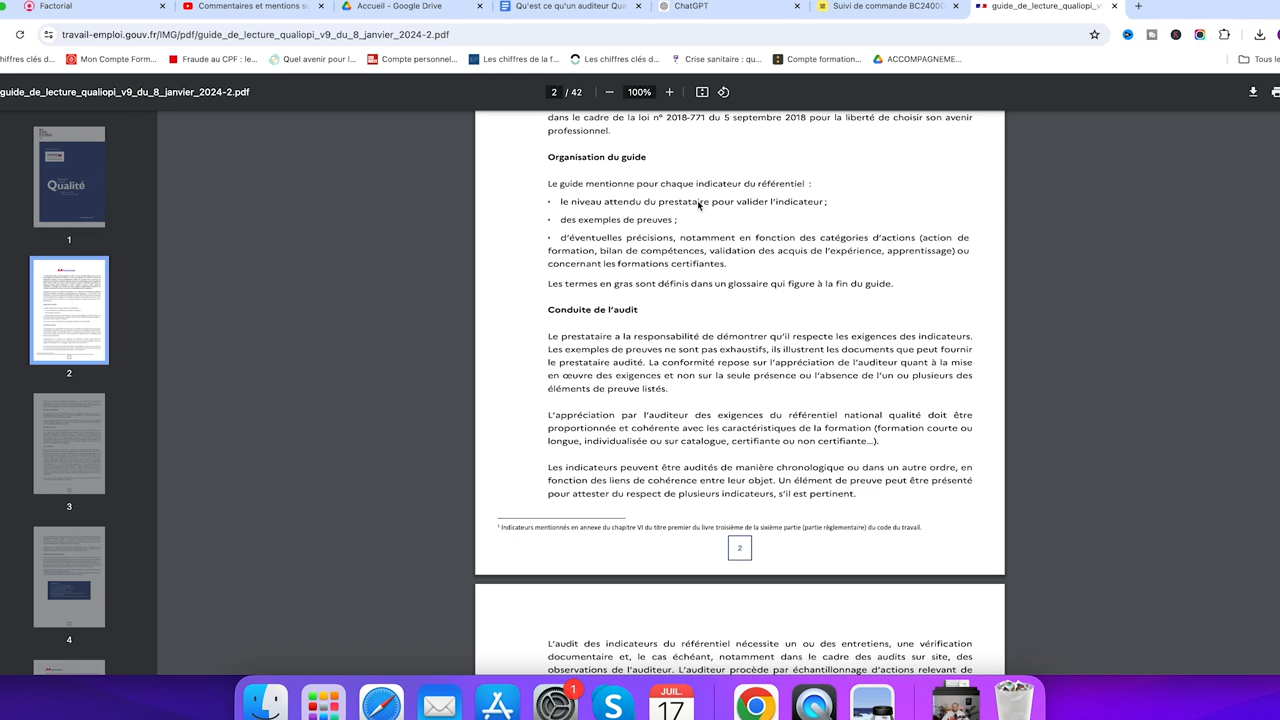 Factorial
Commentaires et mentions su
Accueil - Google Drive
Qu'est ce qu'un auditeur Qua
ChatGPT
Suivi de commande BC2400
guide_de_lecture_qualiopi_v9
travail-emploi.gouv.fr/IMG/pdf/guide_de_lecture_qualiopi_v9_du_8_janvier_2024-2.pdf
hiffres clés d...
Mon Compte Form...
Fraude au CPF : le...
Quel avenir pour l...
Compte personnel...
Les chiffres de la f...
Les chiffres clés d...
Crise sanitaire : qu...
Compte formation...
ACCOMPAGNEME...
Tous le
guide_de_lecture_qualiopi_v9_du_8_janvier_2024-2.pdf
2 / 42
100%
Qualité
1
2
3
4
dans le cadre de la loi n° 2018-771 du 5 septembre 2018 pour la liberté de choisir son avenir
professionnel.
Organisation du guide
Le guide mentionne pour chaque indicateur du référentiel :
• le niveau attendu du prestataire pour valider l'indicateur ;
• des exemples de preuves ;
• d'éventuelles précisions, notamment en fonction des catégories d'actions (action de
formation, bilan de compétences, validation des acquis de l'expérience, apprentissage) ou
concernant les formations certifiantes.
Les termes en gras sont définis dans un glossaire qui figure à la fin du guide.
Conduite de l'audit
Le prestataire a la responsabilité de démontrer qu'il respecte les exigences des indicateurs.
Les exemples de preuves ne sont pas exhaustifs, ils illustrent les documents que peut fournir
le prestataire audité. La conformité repose sur l'appréciation de l'auditeur quant à la mise
en œuvre des exigences et non sur la seule présence ou l'absence de l'un ou plusieurs des
éléments de preuve listés.
L'appréciation par l'auditeur des exigences du référentiel national qualité doit être
proportionnée et cohérente avec les caractéristiques de la formation (formation courte ou
longue, individualisée ou sur catalogue, certifiante ou non certifiante…).
Les indicateurs peuvent être audités de manière chronologique ou dans un autre ordre, en
fonction des liens de cohérence entre leur objet. Un élément de preuve peut être présenté
pour attester du respect de plusieurs indicateurs, s'il est pertinent.
¹ Indicateurs mentionnés en annexe du chapitre VI du titre premier du livre troisième de la sixième partie (partie règlementaire) du code du travail.
2
L'audit des indicateurs du référentiel nécessite un ou des entretiens, une vérification
documentaire et, le cas échéant, notamment dans le cadre des audits sur site, des
observations de l'auditeur. L'auditeur procède par échantillonnage d'actions relevant de
1
JUIL.
17